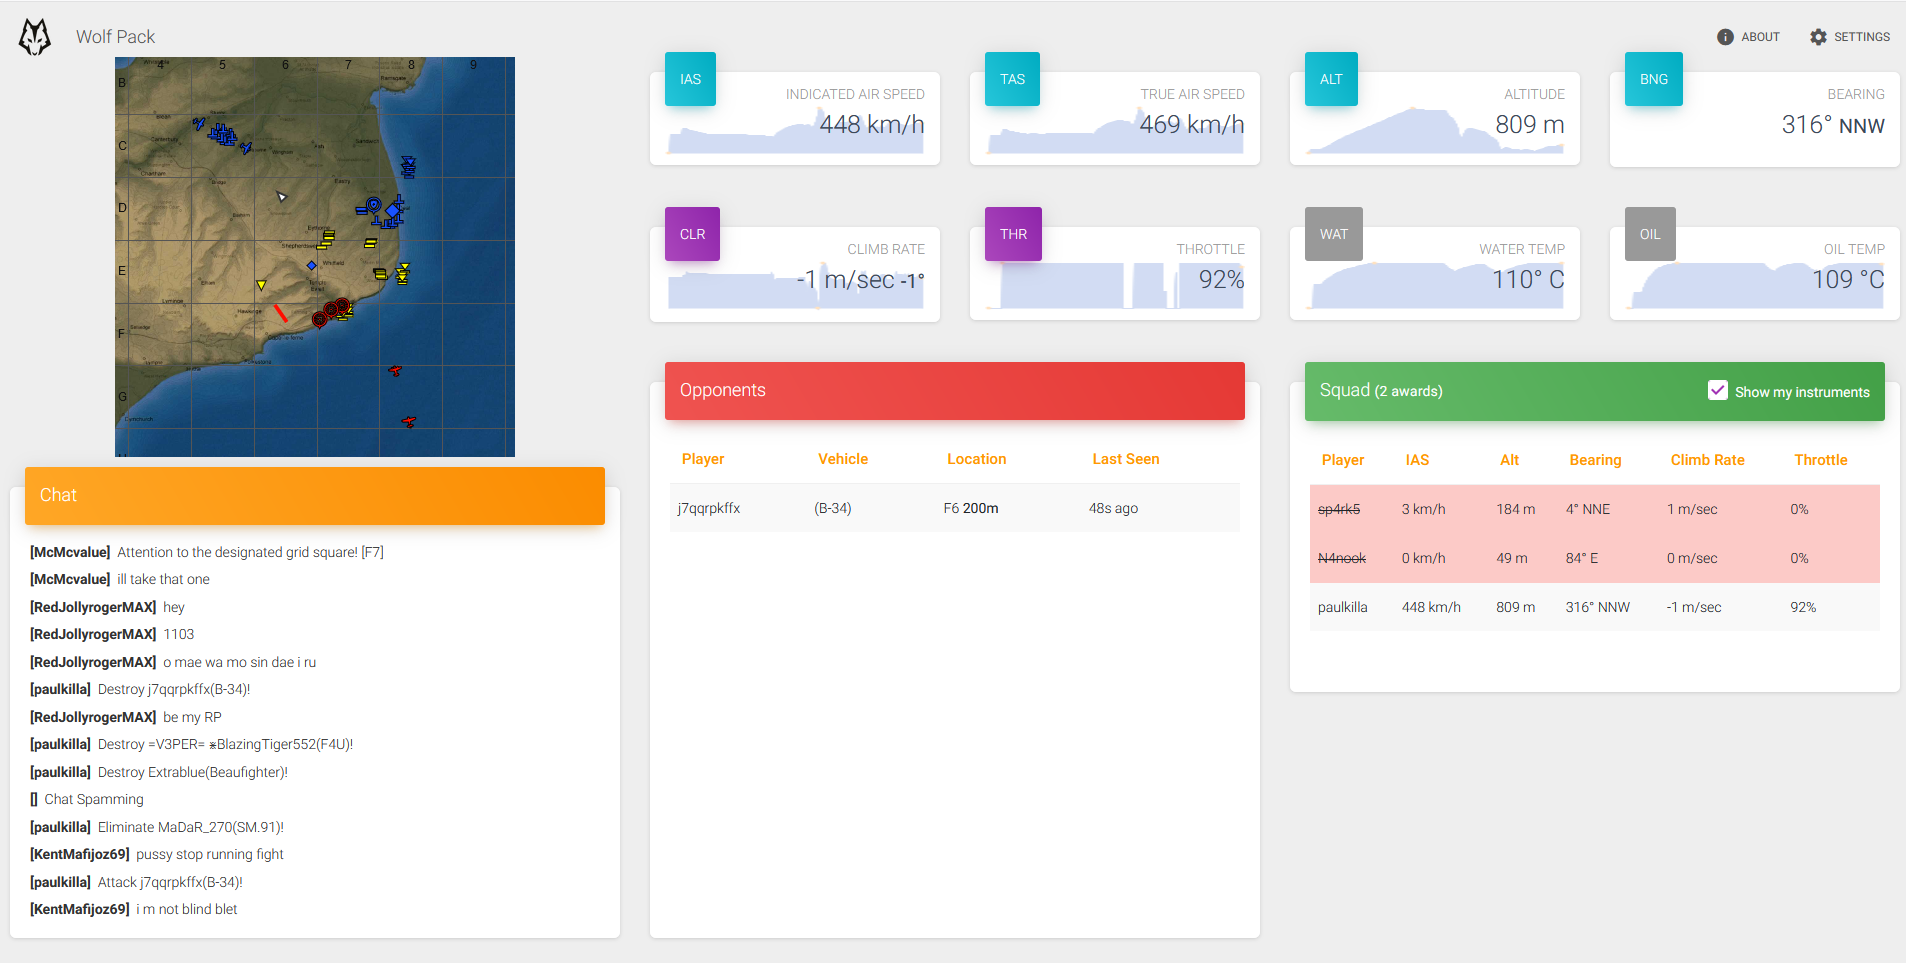 Wolf Pack
ABOUT
SETTINGS
4 5 6 7 8 9
B
C
D
E
F
G
IAS
INDICATED AIR SPEED
448 km/h
TAS
TRUE AIR SPEED
469 km/h
ALT
ALTITUDE
809 m
BNG
BEARING
316° NNW
CLR
CLIMB RATE
-1 m/sec -1°
THR
THROTTLE
92%
WAT
WATER TEMP
110° C
OIL
OIL TEMP
109 °C
Chat
[McMcvalue] Attention to the designated grid square! [F7]
[McMcvalue] ill take that one
[RedJollyrogerMAX] hey
[RedJollyrogerMAX] 1103
[RedJollyrogerMAX] o mae wa mo sin dae i ru
[paulkilla] Destroy j7qqrpkffx(B-34)!
[RedJollyrogerMAX] be my RP
[paulkilla] Destroy =V3PER= ⋇BlazingTiger552(F4U)!
[paulkilla] Destroy Extrablue(Beaufighter)!
[] Chat Spamming
[paulkilla] Eliminate MaDaR_270(SM.91)!
[KentMafijoz69] pussy stop running fight
[paulkilla] Attack j7qqrpkffx(B-34)!
[KentMafijoz69] i m not blind blet
Opponents
Player Vehicle Location Last Seen
j7qqrpkffx (B-34) F6 200m 48s ago
Squad (2 awards)
Show my instruments
Player IAS Alt Bearing Climb Rate Throttle
sp4rk5 3 km/h 184 m 4° NNE 1 m/sec 0%
N4nook 0 km/h 49 m 84° E 0 m/sec 0%
paulkilla 448 km/h 809 m 316° NNW -1 m/sec 92%